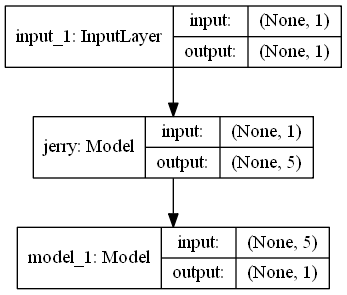 input_1: InputLayer
input: (None, 1)
output: (None, 1)
jerry: Model
input: (None, 1)
output: (None, 5)
model_1: Model
input: (None, 5)
output: (None, 1)